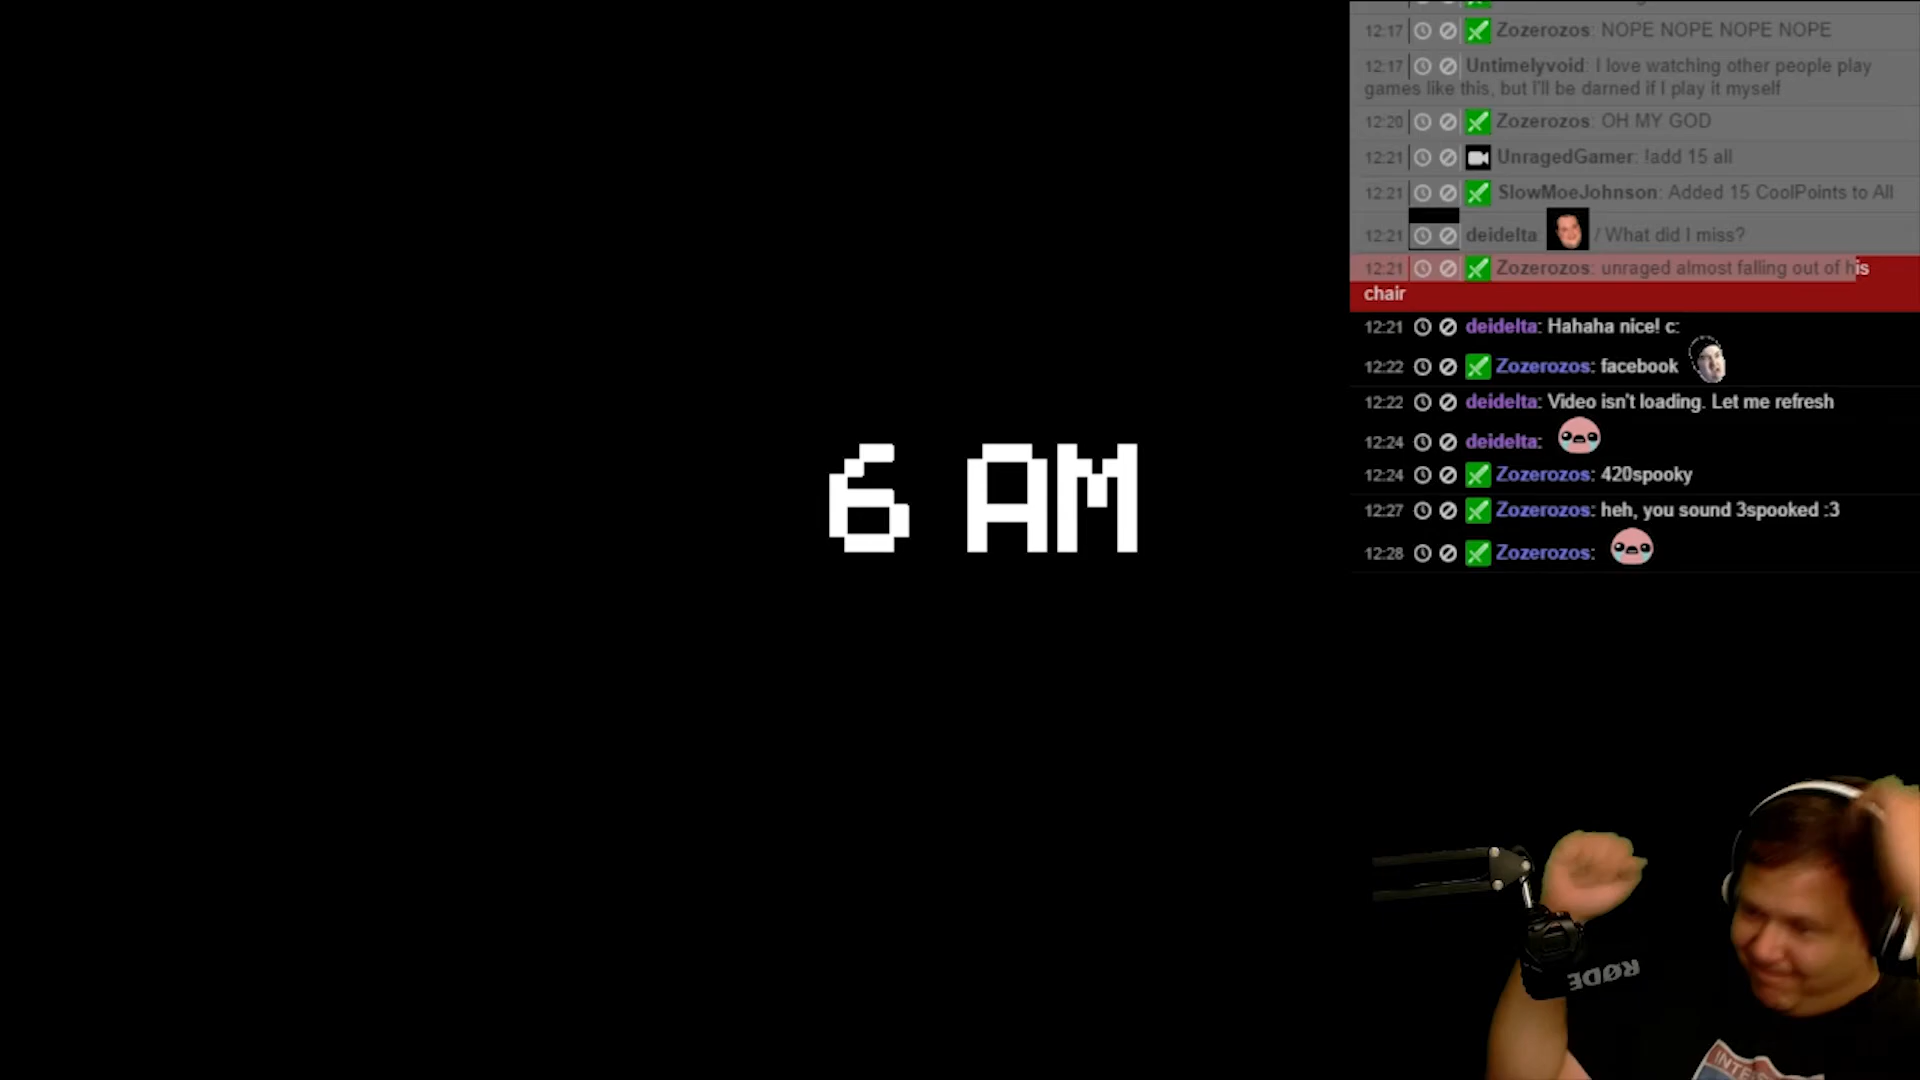 12:17 Zozerozos: NOPE NOPE NOPE NOPE
12:17 Untimelyvoid: I love watching other people play
games like this, but I'll be darned if I play it myself
12:20 Zozerozos: OH MY GOD
12:21 UnragedGamer: !add 15 all
12:21 SlowMoeJohnson: Added 15 CoolPoints to All
12:21 deidelta: / What did I miss?
12:21 Zozerozos: unraged almost falling out of his
chair
12:21 deidelta: Hahaha nice! c:
12:22 Zozerozos: facebook
12:22 deidelta: Video isn't loading. Let me refresh
12:24 deidelta:
12:24 Zozerozos: 420spooky
12:27 Zozerozos: heh, you sound 3spooked :3
12:28 Zozerozos:
6 AM
RØDE